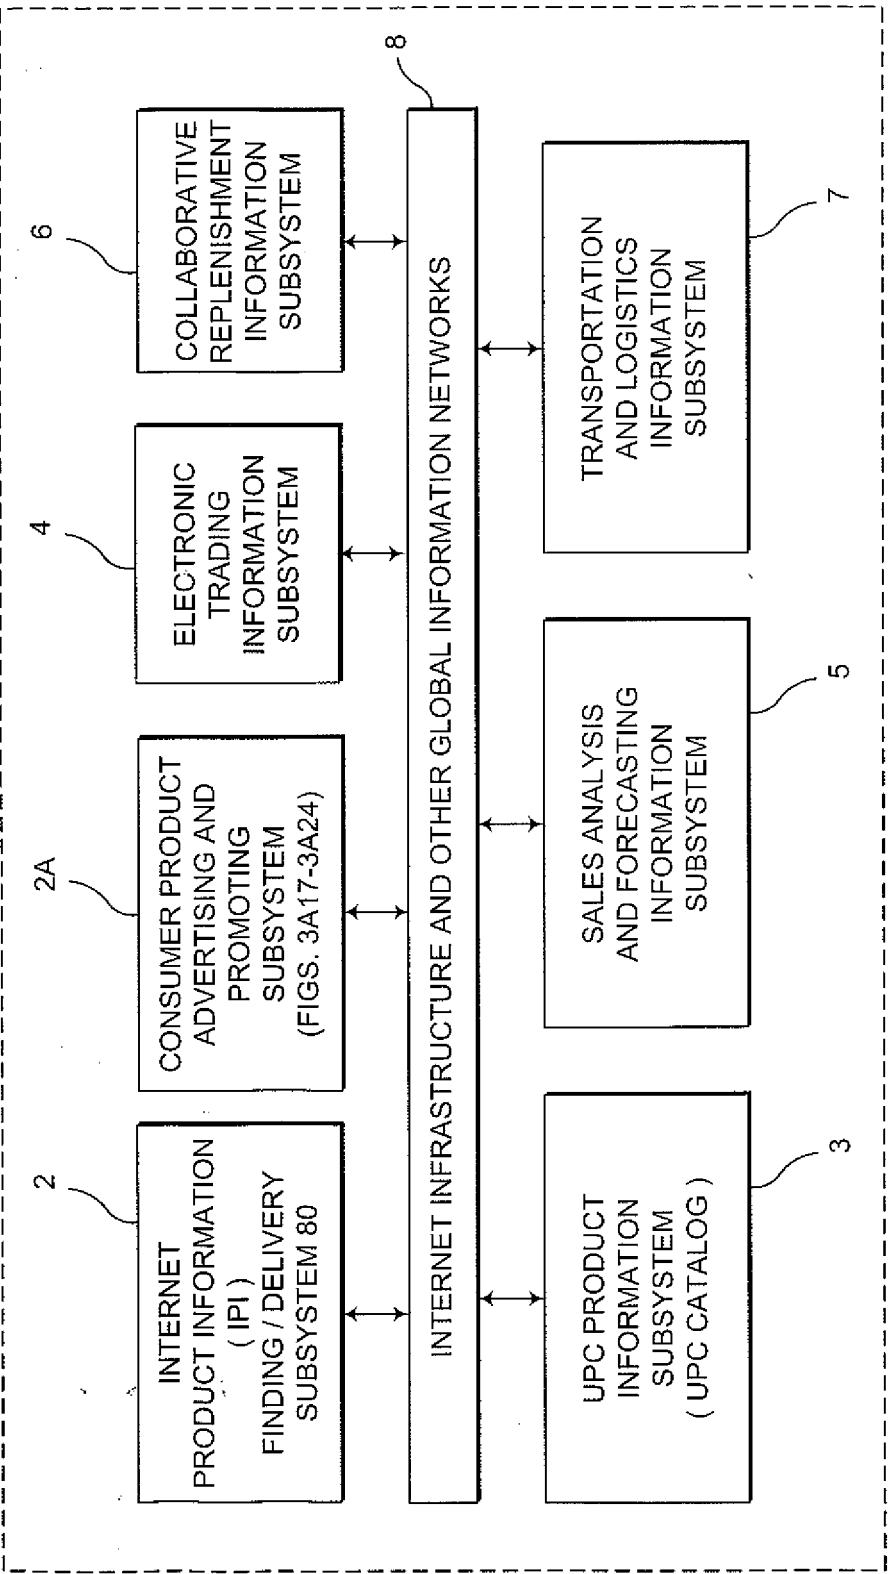 2
INTERNET
PRODUCT INFORMATION
( IPI )
FINDING / DELIVERY
SUBSYSTEM 80
2A
CONSUMER PRODUCT
ADVERTISING AND
PROMOTING
SUBSYSTEM
(FIGS. 3A17-3A24)
4
ELECTRONIC
TRADING
INFORMATION
SUBSYSTEM
6
COLLABORATIVE
REPLENISHMENT
INFORMATION
SUBSYSTEM
8
INTERNET INFRASTRUCTURE AND OTHER GLOBAL INFORMATION NETWORKS
UPC PRODUCT
INFORMATION
SUBSYSTEM
( UPC CATALOG )
3
SALES ANALYSIS
AND FORECASTING
INFORMATION
SUBSYSTEM
5
TRANSPORTATION
AND LOGISTICS
INFORMATION
SUBSYSTEM
7